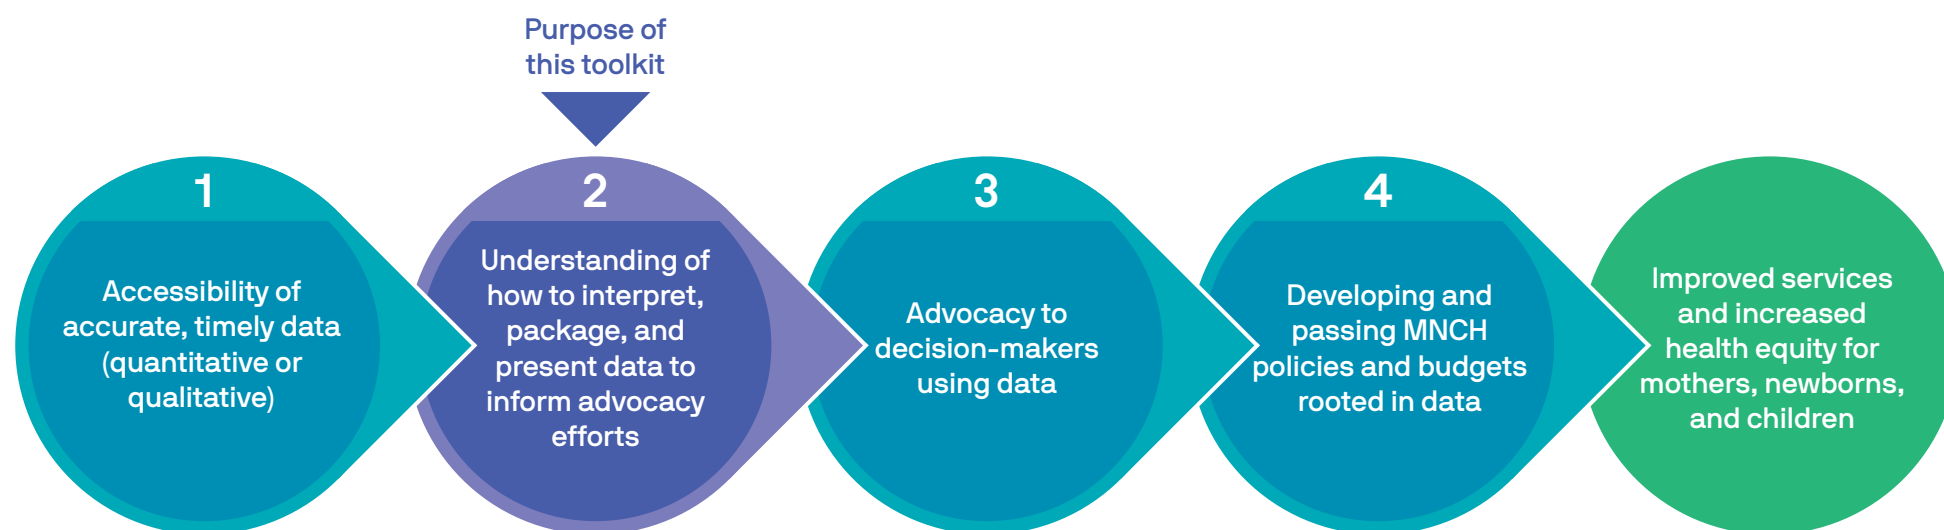 Purpose of
this toolkit
1
Accessibility of
accurate, timely data
(quantitative or
qualitative)
2
Understanding of
how to interpret,
package, and
present data to
inform advocacy
efforts
3
Advocacy to
decision-makers
using data
4
Developing and
passing MNCH
policies and budgets
rooted in data
Improved services
and increased
health equity for
mothers, newborns,
and children